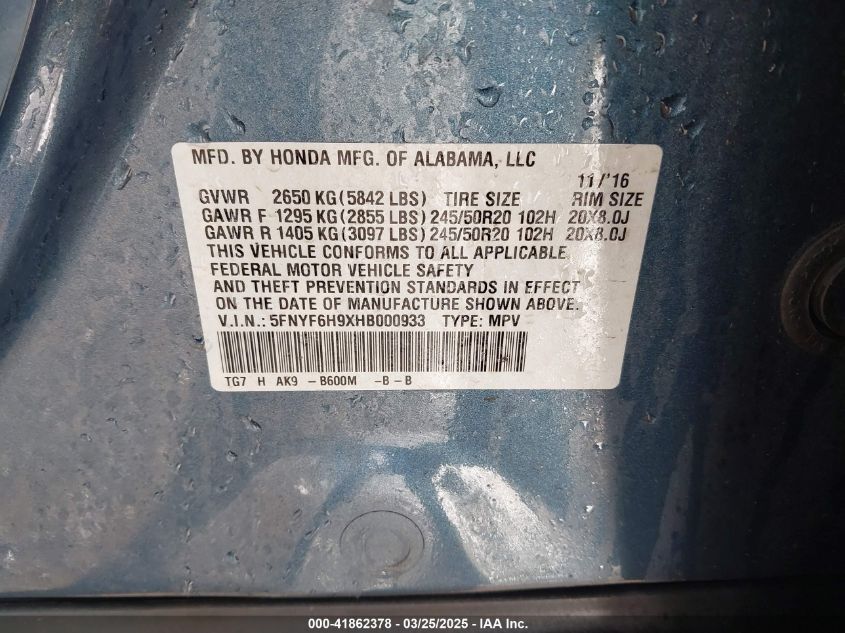 MFD. BY HONDA MFG. OF ALABAMA, LLC
11/'16
GVWR 2650 KG(5842 LBS) TIRE SIZE RIM SIZE
GAWR F 1295 KG(2855 LBS)245/50R20 102H 20X8.0J
GAWR R 1405 KG(3097 LBS)245/50R20 102H 20X8.0J
THIS VEHICLE CONFORMS TO ALL APPLICABLE
FEDERAL MOTOR VEHICLE SAFETY
AND THEFT PREVENTION STANDARDS IN EFFECT
ON THE DATE OF MANUFACTURE SHOWN ABOVE.
V.I.N.: 5FNYF6H9XHB000933 TYPE: MPV
TG7 H AK9 -B600M -B-B
000-41862378 - 03/25/2025 - IAA Inc.